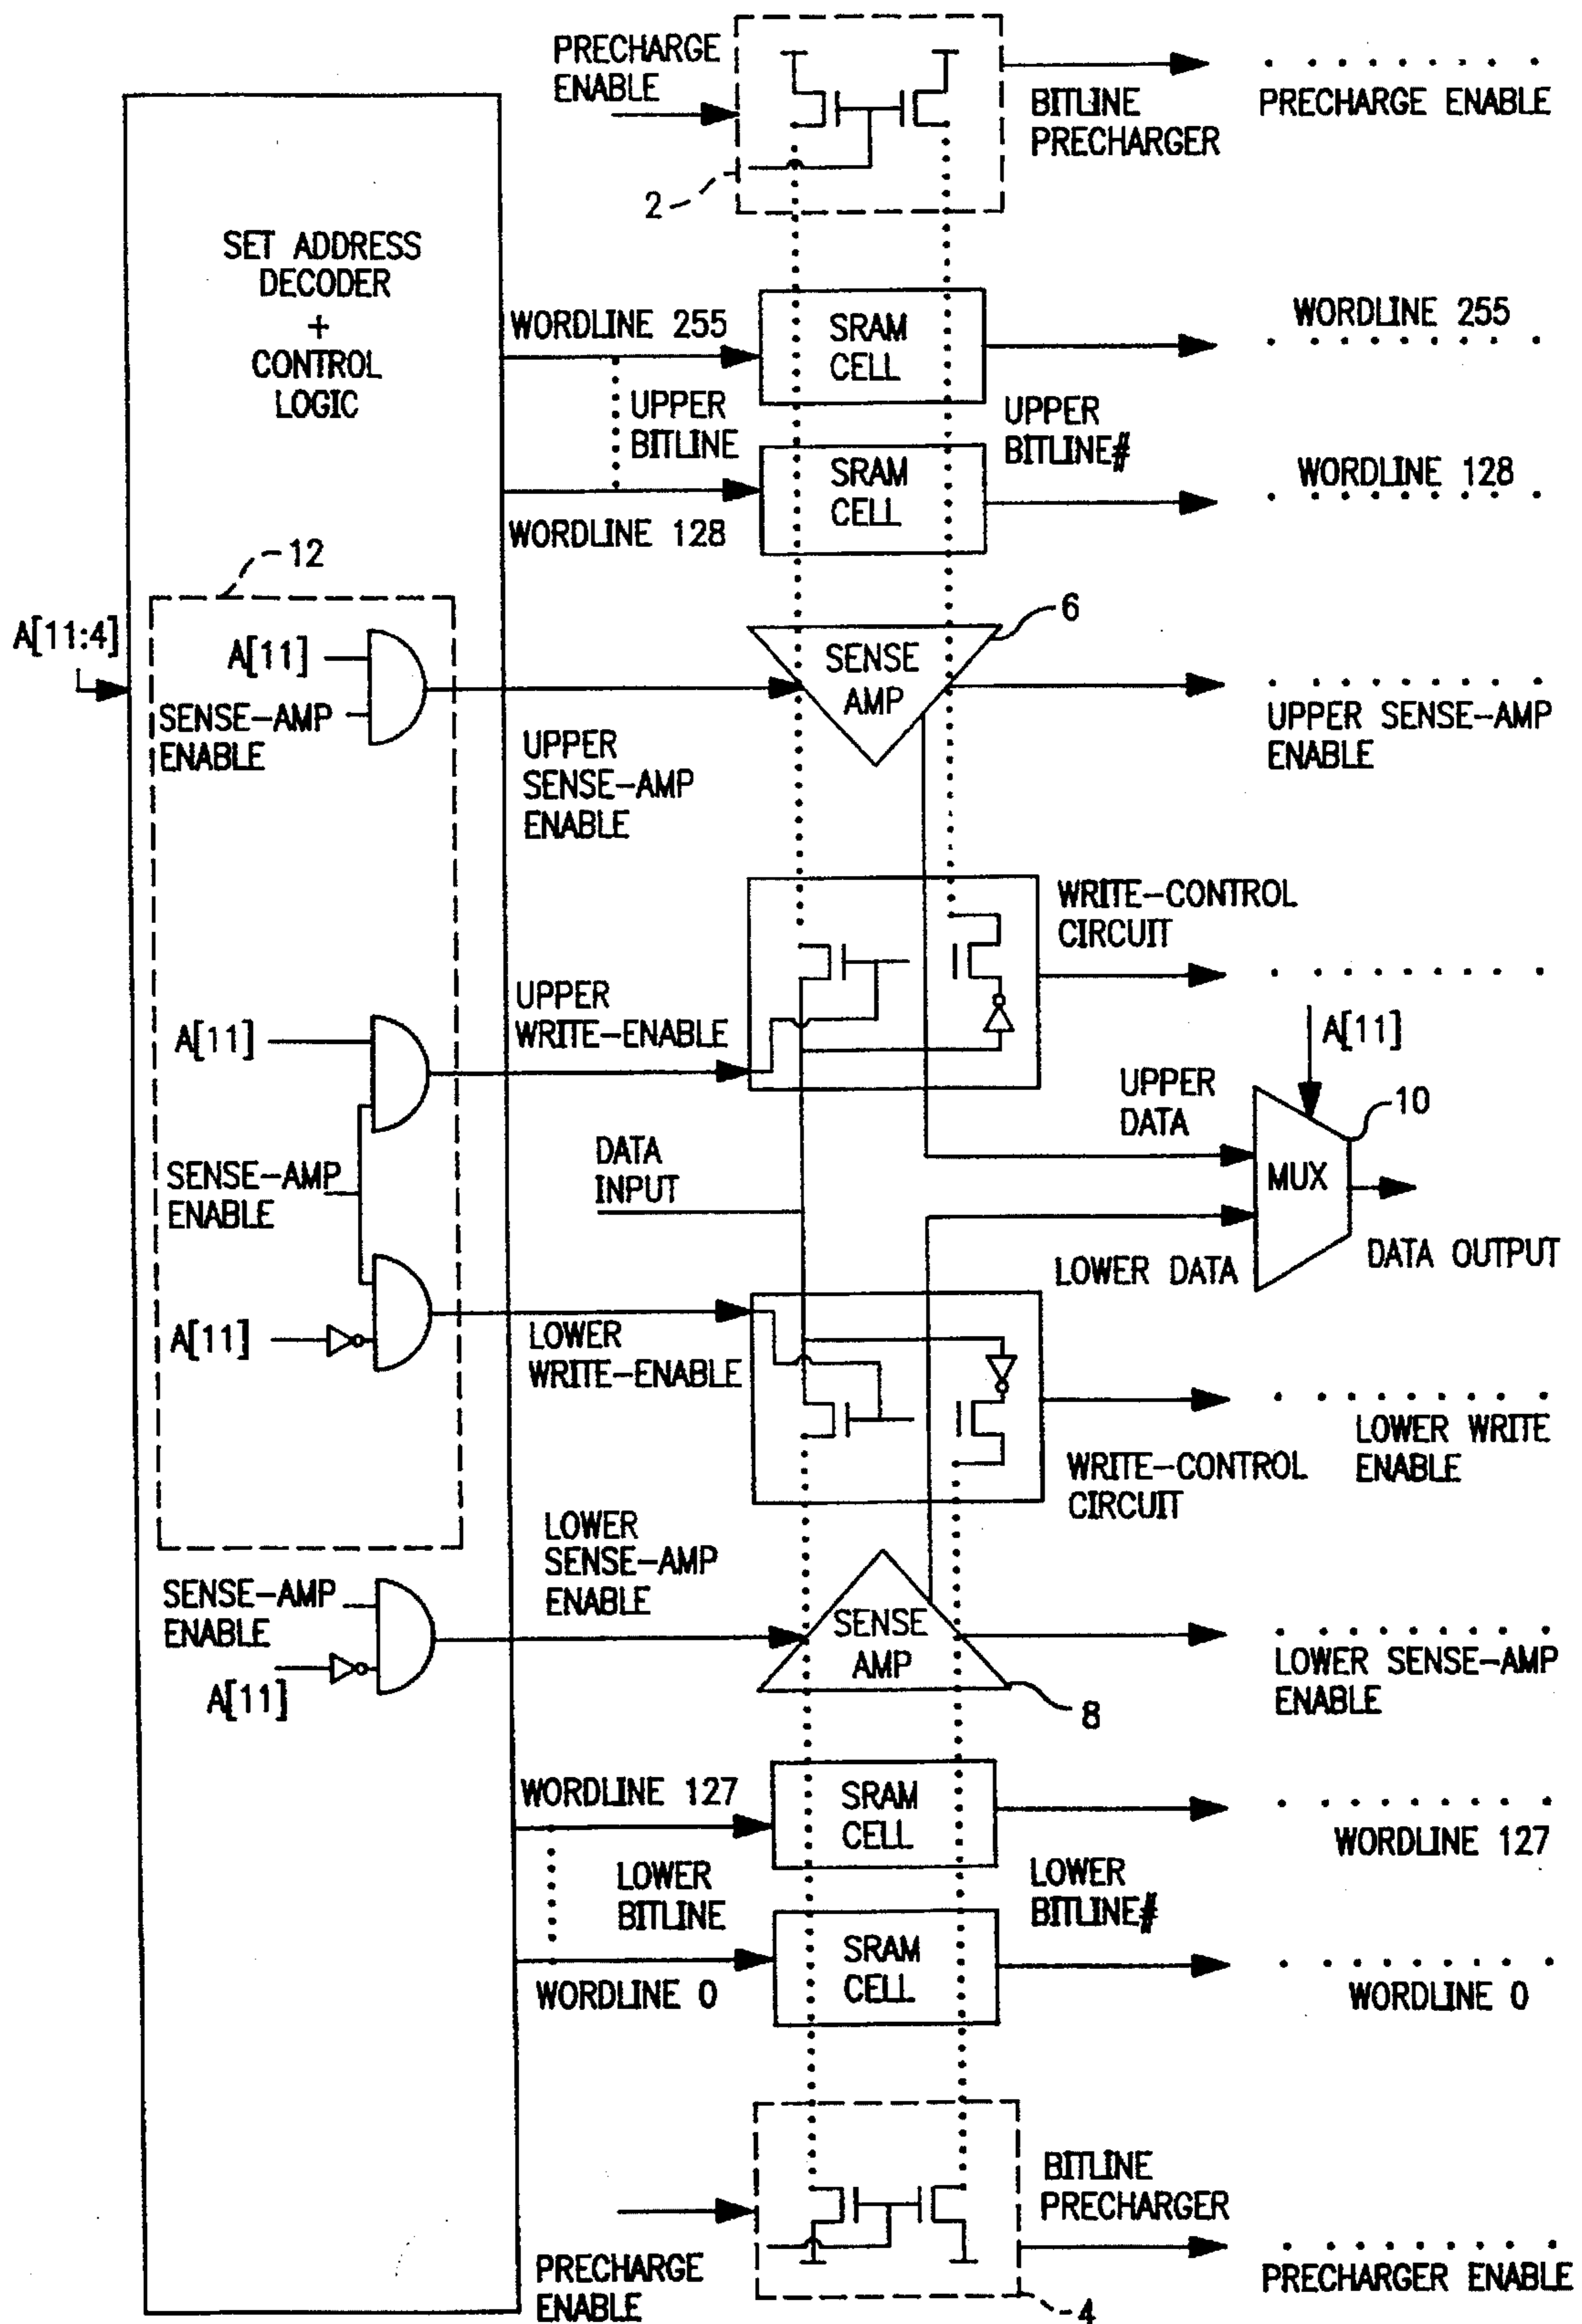 PRECHARGE
ENABLE
BITLINE
PRECHARGER
PRECHARGE ENABLE
2
SET ADDRESS
DECODER
+
CONTROL
LOGIC
WORDLINE 255
SRAM
CELL
WORDLINE 255
UPPER
BITLINE
UPPER
BITLINE#
SRAM
CELL
WORDLINE 128
WORDLINE 128
12
6
A[11:4]
A[11]
SENSE-AMP
ENABLE
SENSE
AMP
UPPER
SENSE-AMP
ENABLE
UPPER SENSE-AMP
ENABLE
WRITE-CONTROL
CIRCUIT
UPPER
WRITE-ENABLE
A[11]
A[11]
UPPER
DATA
10
MUX
SENSE-AMP
ENABLE
DATA
INPUT
DATA OUTPUT
LOWER DATA
A[11]
LOWER
WRITE-ENABLE
LOWER WRITE
ENABLE
WRITE-CONTROL
CIRCUIT
LOWER
SENSE-AMP
ENABLE
SENSE-AMP
ENABLE
A[11]
SENSE
AMP
LOWER SENSE-AMP
ENABLE
8
WORDLINE 127
SRAM
CELL
WORDLINE 127
LOWER
BITLINE
LOWER
BITLINE#
SRAM
CELL
WORDLINE 0
WORDLINE 0
BITLINE
PRECHARGER
PRECHARGE
ENABLE
PRECHARGER ENABLE
4